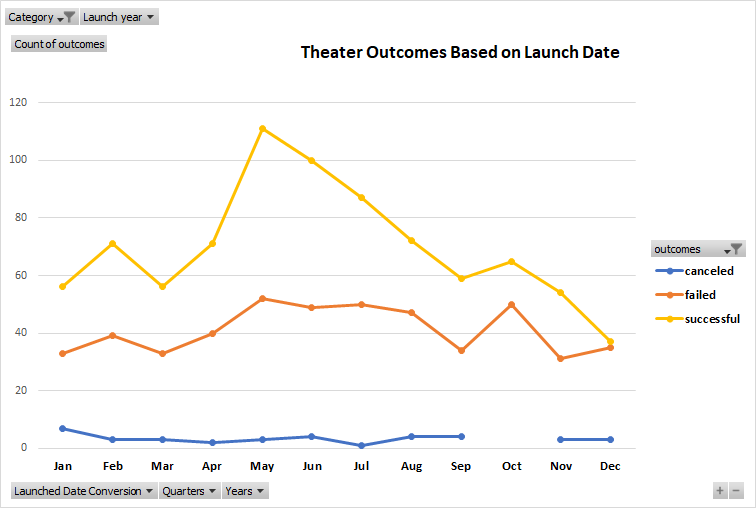 Category Launch year
Count of outcomes
Theater Outcomes Based on Launch Date
120
100
80
60
40
20
0
Jan Feb Mar Apr May Jun Jul Aug Sep Oct Nov Dec
outcomes
canceled
failed
successful
Launched Date Conversion Quarters Years
+ −